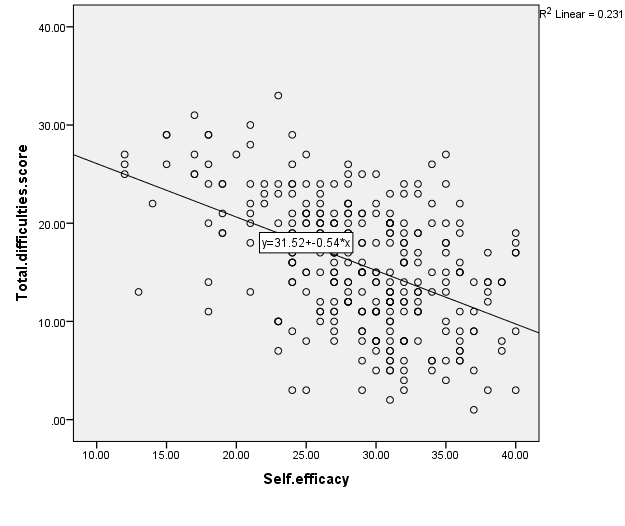 R² Linear = 0.231
40.00
30.00
20.00
10.00
.00
Total.difficulties.score
y=31.52+-0.54*x
10.00 15.00 20.00 25.00 30.00 35.00 40.00
Self.efficacy